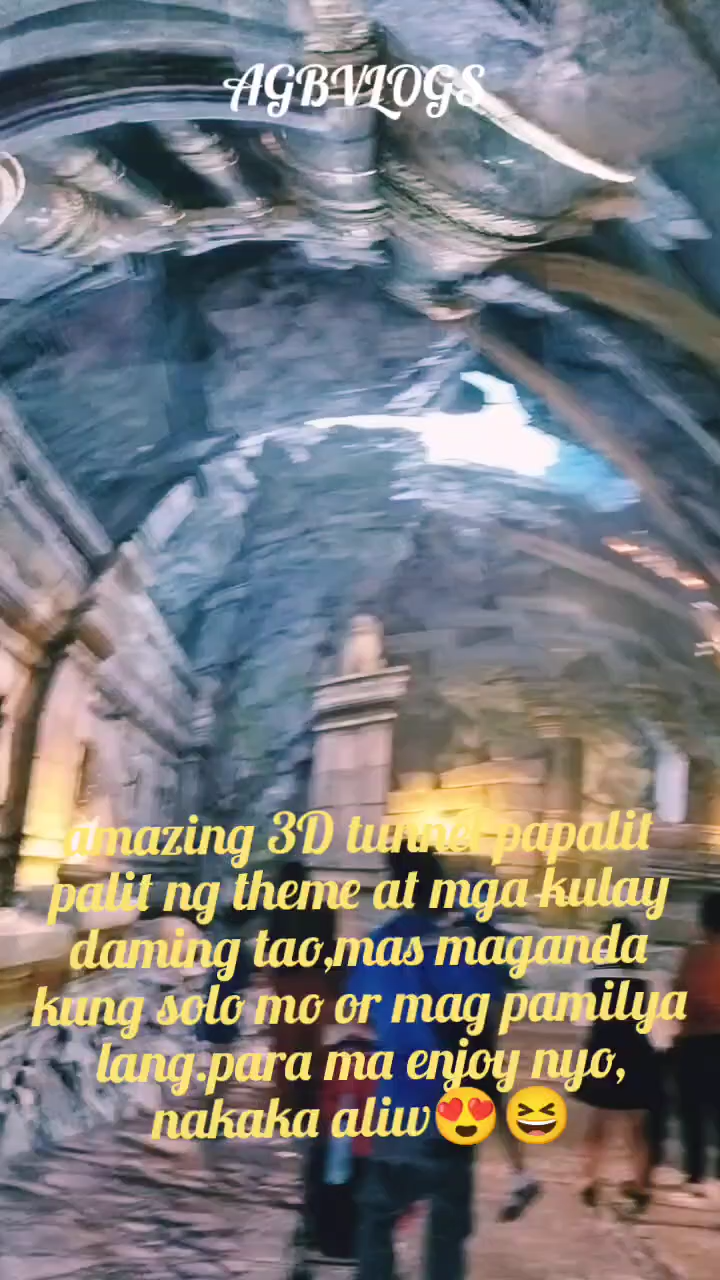 AGBVLOGS
amazing 3D tunnel papalit
palit ng theme at mga kulay
daming tao,mas maganda
kung solo mo or mag pamilya
lang.para ma enjoy nyo,
nakaka aliw😍😆